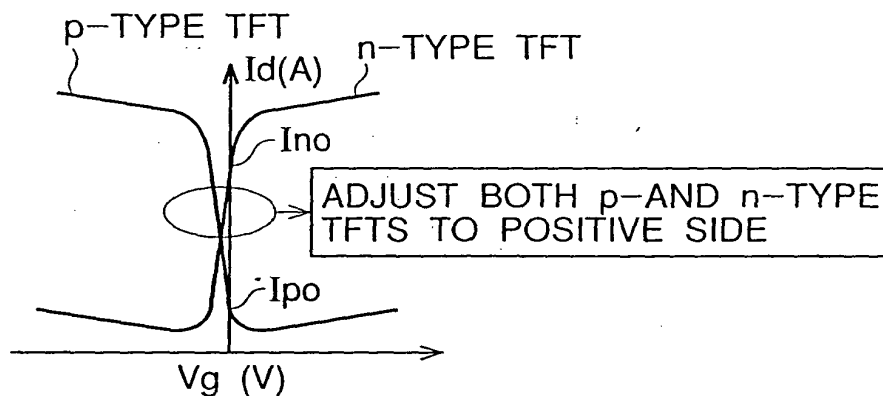 p-TYPE TFT
n-TYPE TFT
Id(A)
Ino
ADJUST BOTH p-AND n-TYPE
TFTS TO POSITIVE SIDE
Ipo
Vg (V)